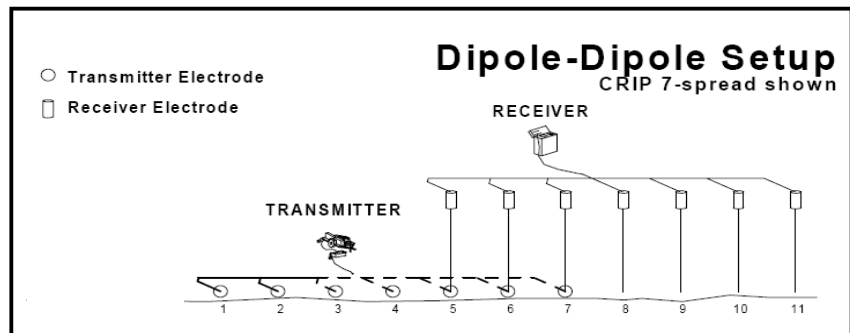 Dipole-Dipole Setup
CRIP 7-spread shown
Transmitter Electrode
Receiver Electrode
RECEIVER
TRANSMITTER
1 2 3 4 5 6 7 8 9 10 11